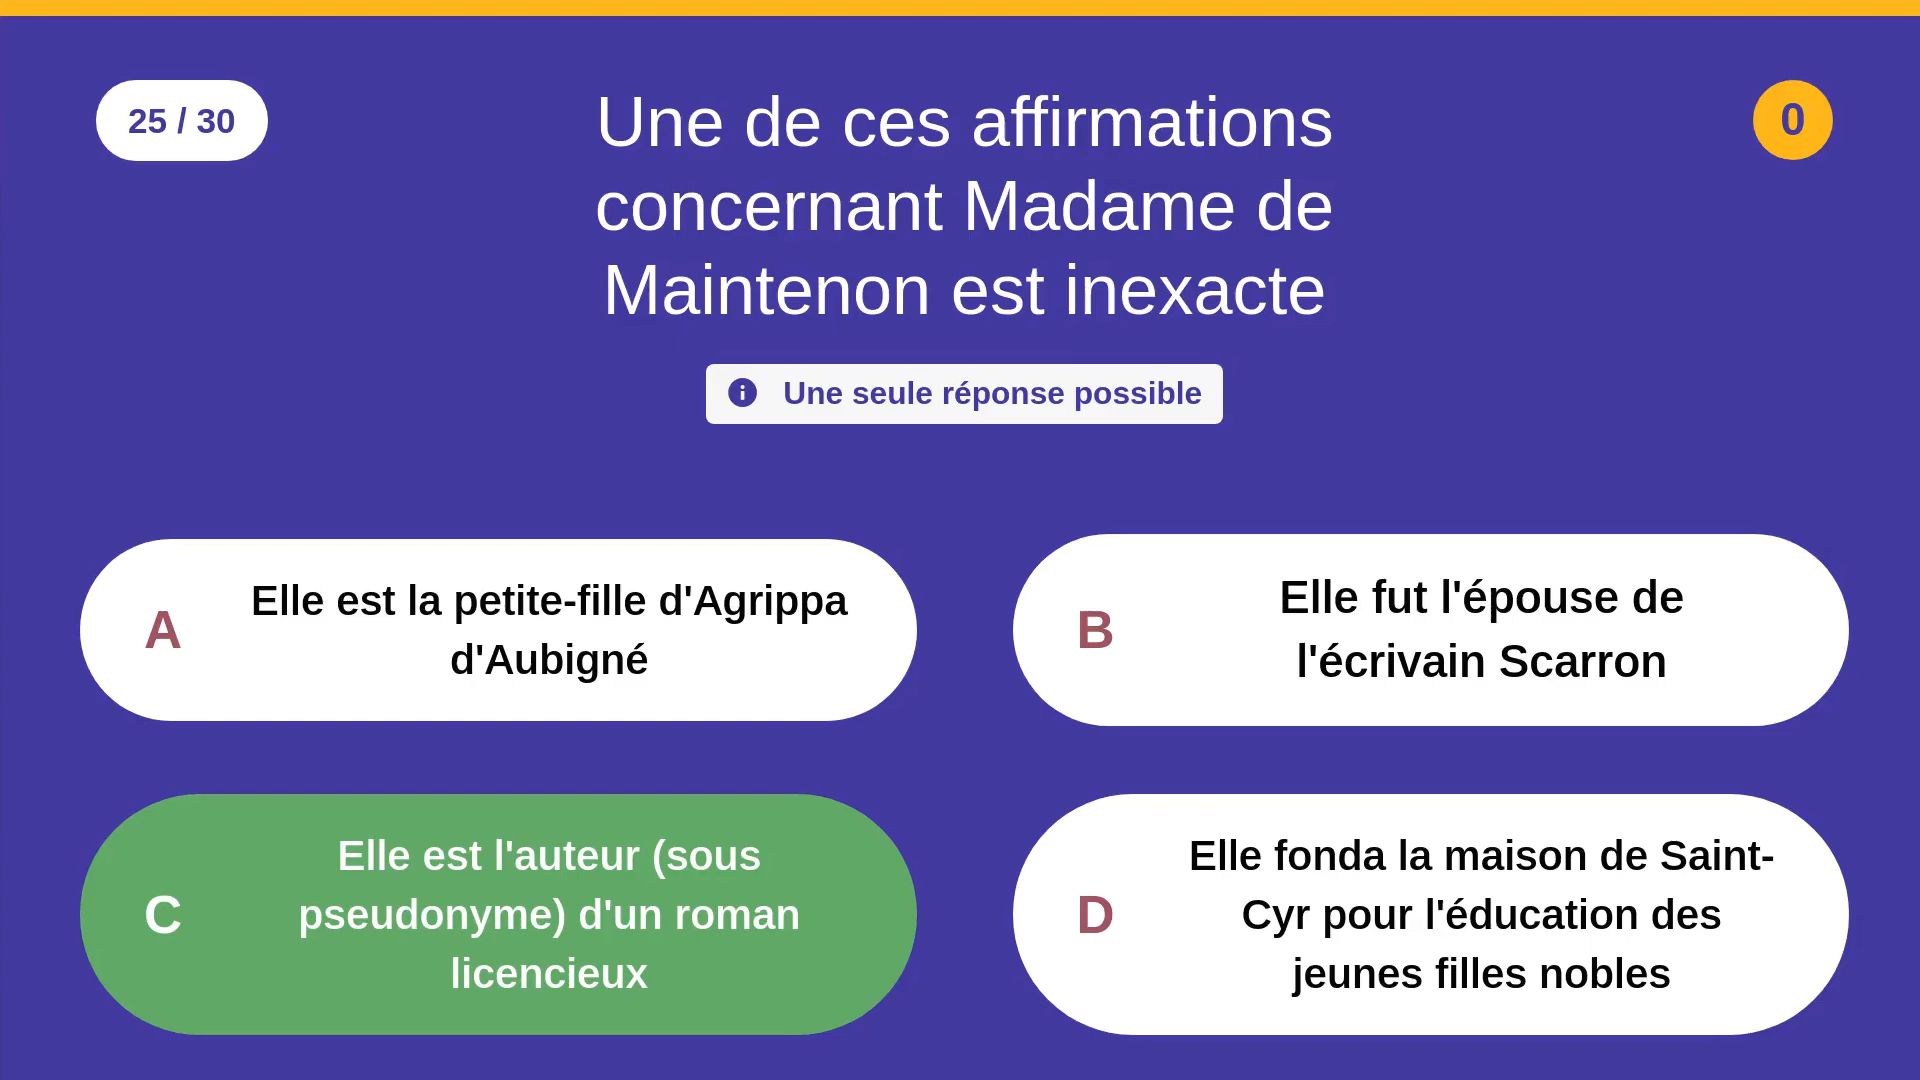 25 / 30
Une de ces affirmations
concernant Madame de
Maintenon est inexacte
0
Une seule réponse possible
A
Elle est la petite-fille d'Agrippa
d'Aubigné
B
Elle fut l'épouse de
l'écrivain Scarron
C
Elle est l'auteur (sous
pseudonyme) d'un roman
licencieux
D
Elle fonda la maison de Saint-
Cyr pour l'éducation des
jeunes filles nobles